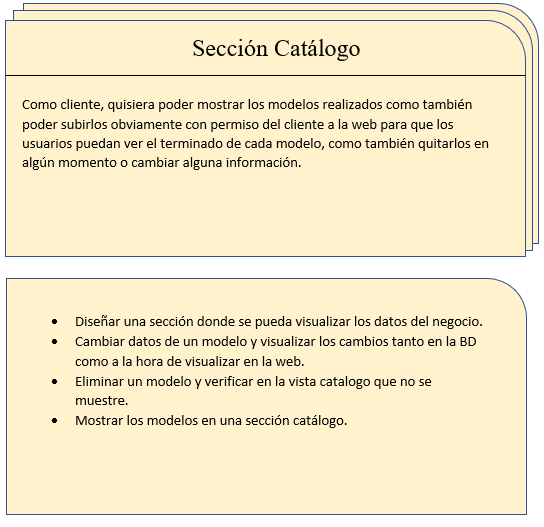 Sección Catálogo
Como cliente, quisiera poder mostrar los modelos realizados como también
poder subirlos obviamente con permiso del cliente a la web para que los
usuarios puedan ver el terminado de cada modelo, como también quitarlos en
algún momento o cambiar alguna información.
• Diseñar una sección donde se pueda visualizar los datos del negocio.
• Cambiar datos de un modelo y visualizar los cambios tanto en la BD
como a la hora de visualizar en la web.
• Eliminar un modelo y verificar en la vista catalogo que no se
muestre.
• Mostrar los modelos en una sección catálogo.